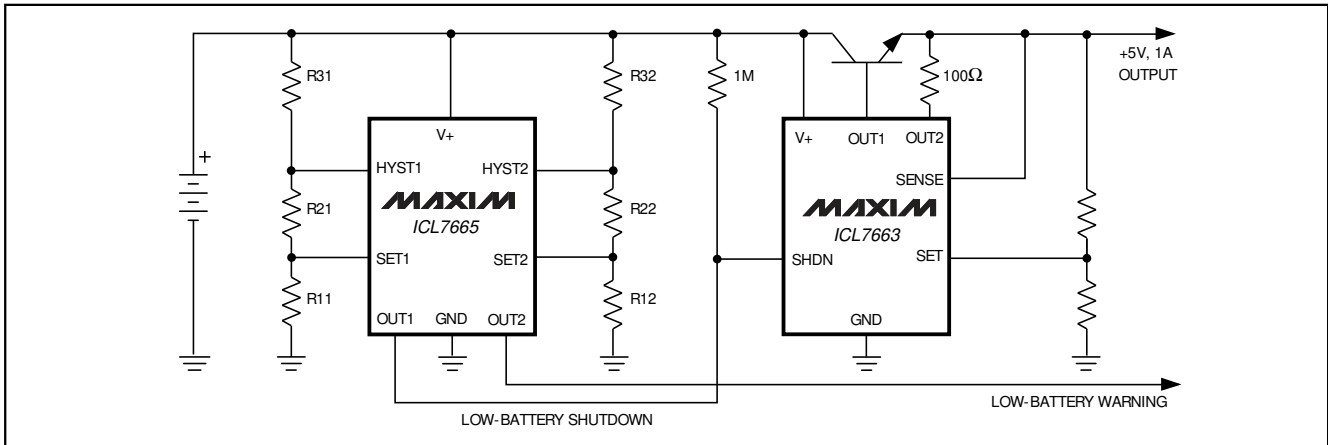 R31
R32
1M
100Ω
+5V, 1A
OUTPUT
V+
V+
OUT1
OUT2
HYST1
HYST2
SENSE
+
R21
MAXIM
ICL7665
R22
MAXIM
ICL7663
SET1
SET2
SHDN
SET
R11
R12
OUT1
GND
OUT2
GND
LOW-BATTERY WARNING
LOW-BATTERY SHUTDOWN